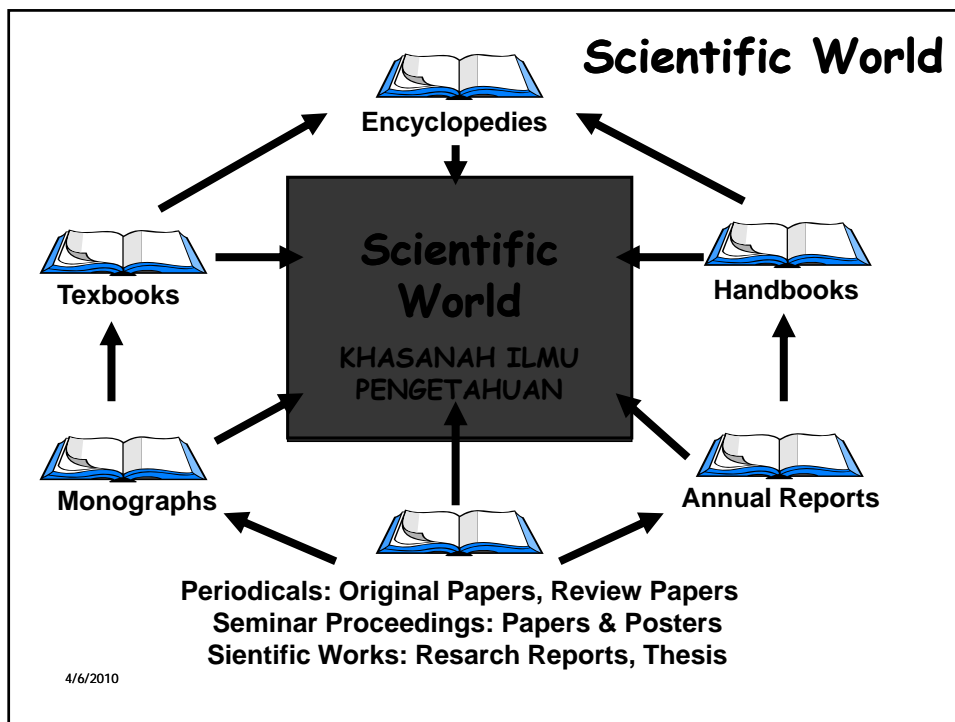 Scientific World
Encyclopedies
Scientific
World
KHASANAH ILMU
PENGETAHUAN
Texbooks
Handbooks
Monographs
Annual Reports
Periodicals: Original Papers, Review Papers
Seminar Proceedings: Papers & Posters
Sientific Works: Resarch Reports, Thesis
4/6/2010